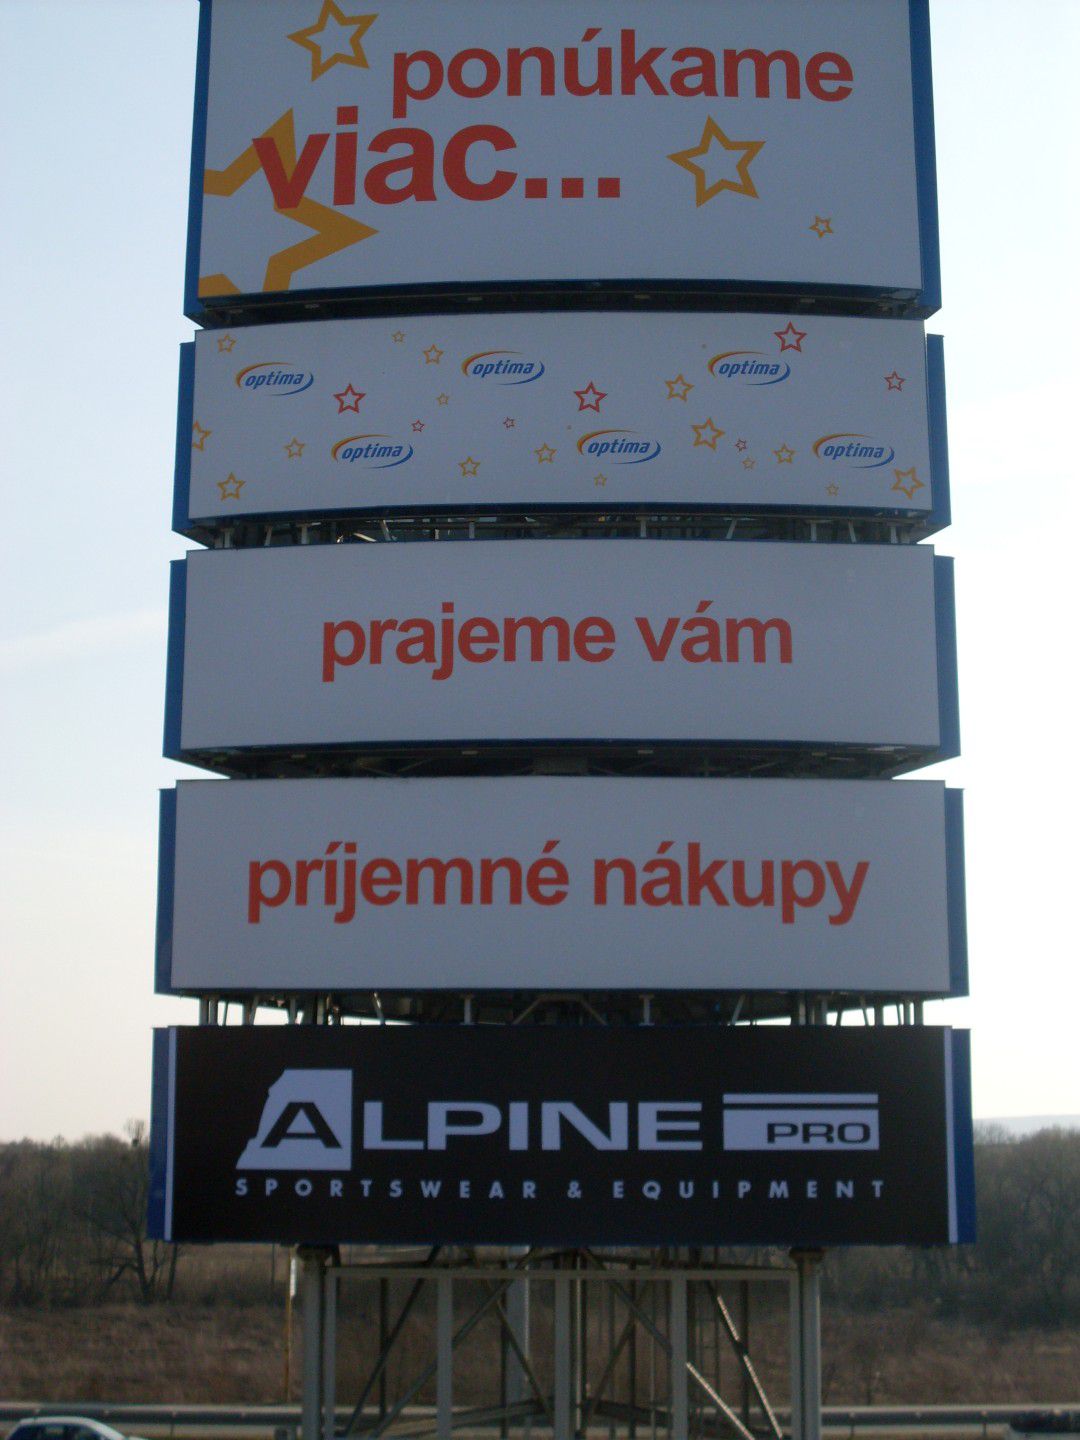 ponúkame
viac...
optima optima optima
optima optima optima
prajeme vám
príjemné nákupy
ALPINE PRO
SPORTSWEAR & EQUIPMENT